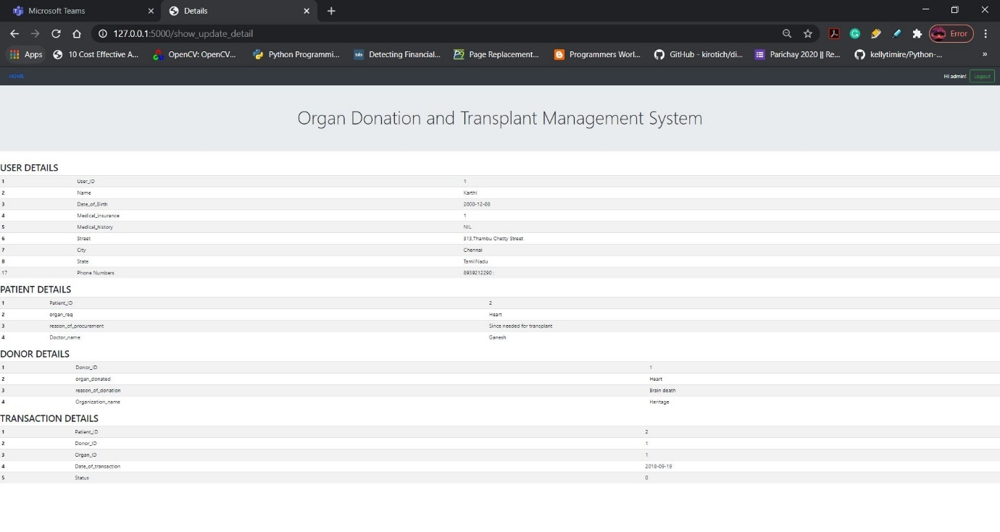 Microsoft Teams
Details
127.0.0.1:5000/show_update_detail
Error
Apps
10 Cost Effective A...
OpenCV: OpenCV...
Python Programmi...
tds
Detecting Financial...
Page Replacement...
Programmers Worl...
GitHub - kirotich/di...
Parichay 2020 || Re...
kellytimire/Python-...
»
HOME
Hi admin!
Logout
Organ Donation and Transplant Management System
USER DETAILS
1 User_ID 1
2 Name Karthi
3 Date_of_Birth 2000-12-08
4 Medical_insurance 1
5 Medical_history NIL
6 Street 313,Thambu Chetty Street
7 City Chennai
8 State TamilNadu
17 Phone Numbers 8939212290 ;
PATIENT DETAILS
1 Patient_ID 2
2 organ_req Heart
3 reason_of_procurement Since needed for transplant
4 Doctor_name Ganesh
DONOR DETAILS
1 Donor_ID 1
2 organ_donated Heart
3 reason_of_donation Brain death
4 Organization_name Heritage
TRANSACTION DETAILS
1 Patient_ID 2
2 Donor_ID 1
3 Organ_ID 1
4 Date_of_transaction 2018-09-19
5 Status 0